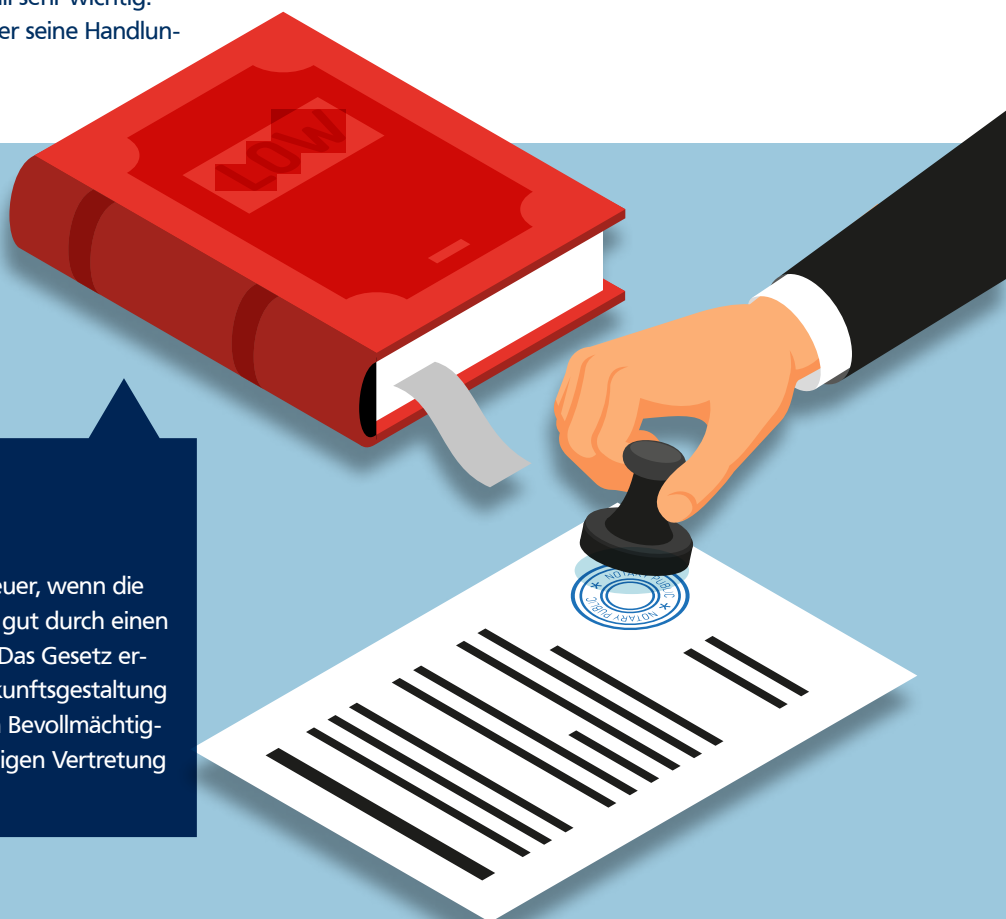 sehr wichtig.
er seine Handlun-
LOW
euer, wenn die
gut durch einen
Das Gesetz er-
kunftsgestaltung
Bevollmächtig-
igen Vertretung
NOTARY PUBLIC
NOTARY PUBLIC